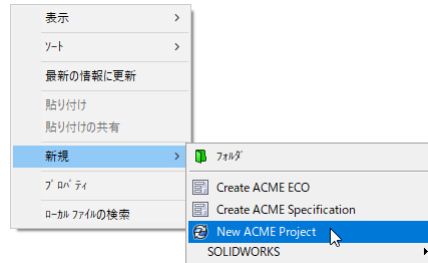 表示
ｿｰﾄ
最新の情報に更新
貼り付け
貼り付けの共有
新規
ﾌﾟﾛﾊﾟﾃｨ
ﾛｰｶﾙ ﾌｧｲﾙの検索
ﾌｫﾙﾀﾞ
Create ACME ECO
Create ACME Specification
New ACME Project
SOLIDWORKS